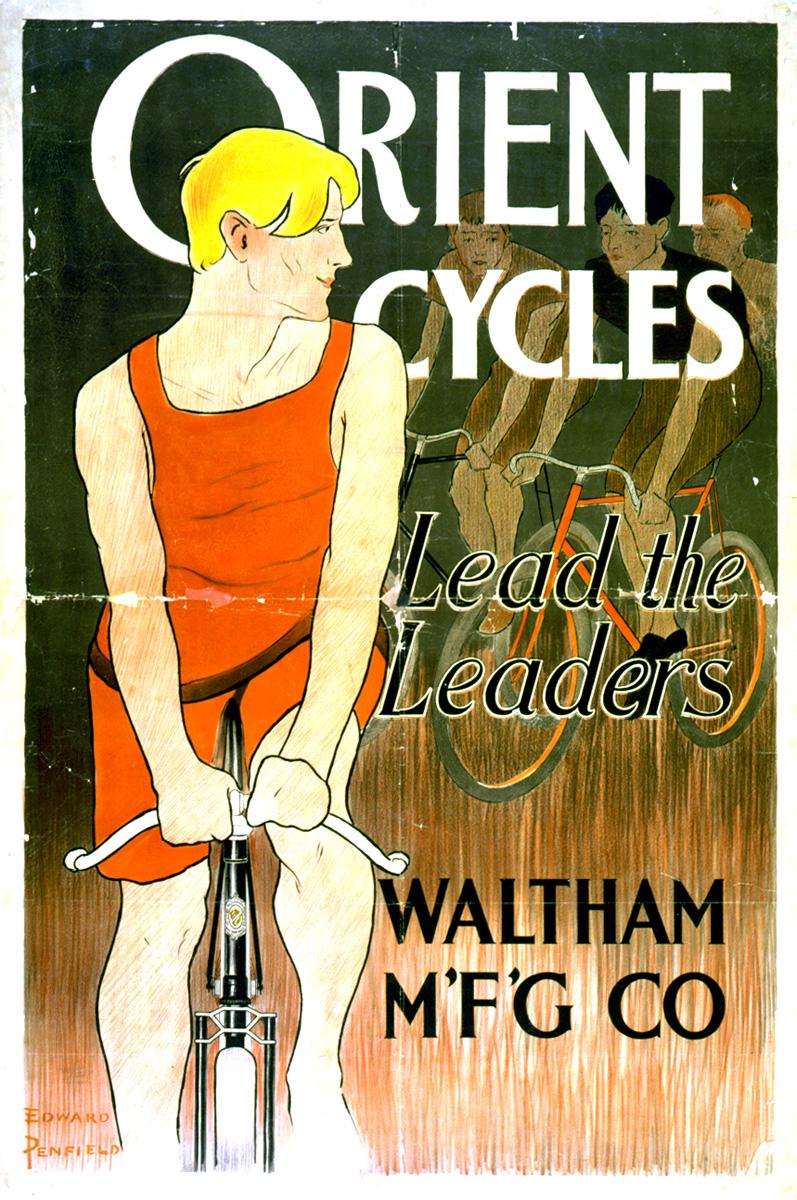 ORIENT
CYCLES
Lead the
Leaders
WALTHAM
M'F'G CO
EDWARD
PENFIELD